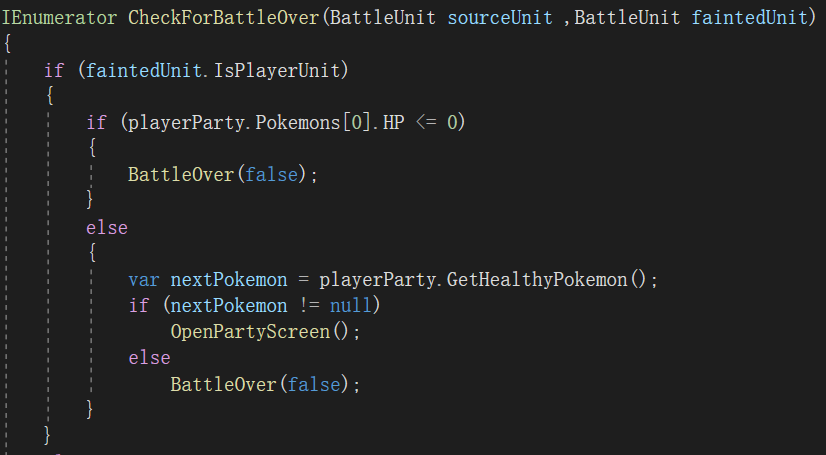 IEnumerator CheckForBattleOver(BattleUnit sourceUnit ,BattleUnit faintedUnit)
{
if (faintedUnit.IsPlayerUnit)
{
if (playerParty.Pokemons[0].HP <= 0)
{
BattleOver(false);
}
else
{
var nextPokemon = playerParty.GetHealthyPokemon();
if (nextPokemon != null)
OpenPartyScreen();
else
BattleOver(false);
}
}